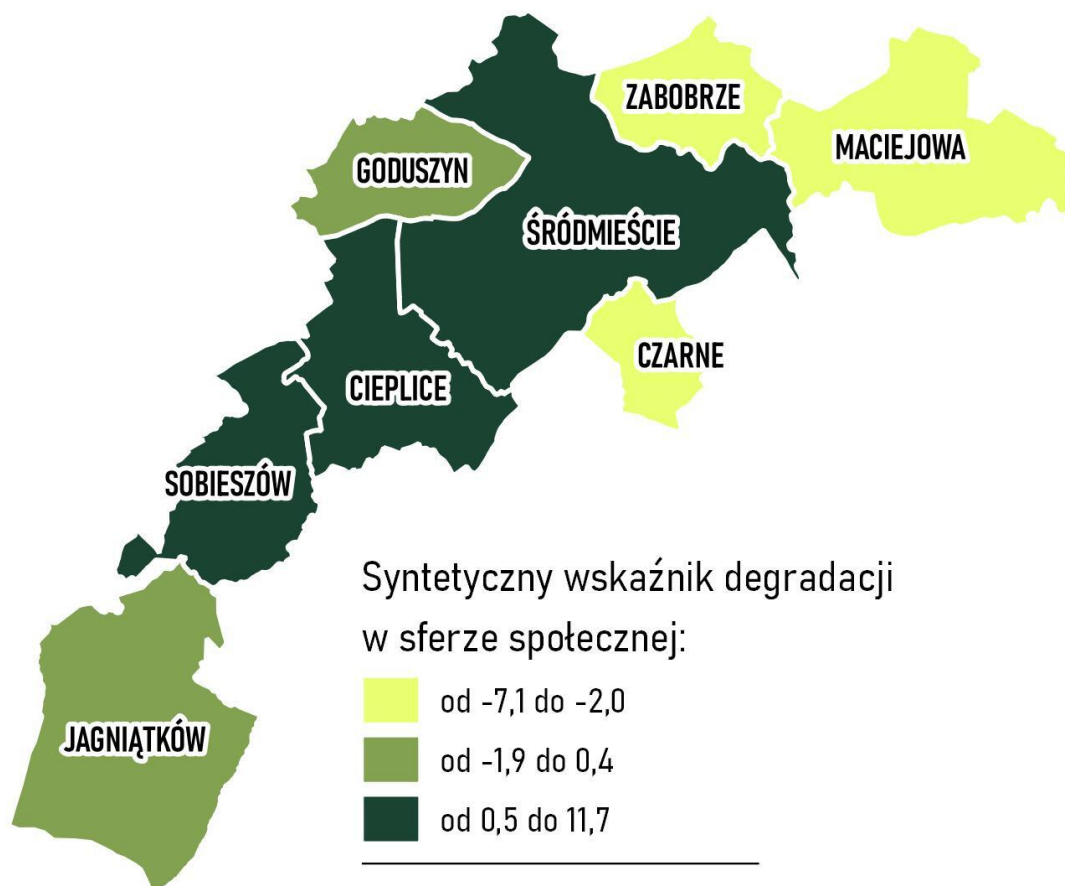 ZABOBRZE
MACIEJOWA
GODUSZYN
ŚRÓDMIEŚCIE
CZARNE
CIEPLICE
SOBIESZÓW
JAGNIĄTKÓW
Syntetyczny wskaźnik degradacji
w sferze społecznej:
od -7,1 do -2,0
od -1,9 do 0,4
od 0,5 do 11,7